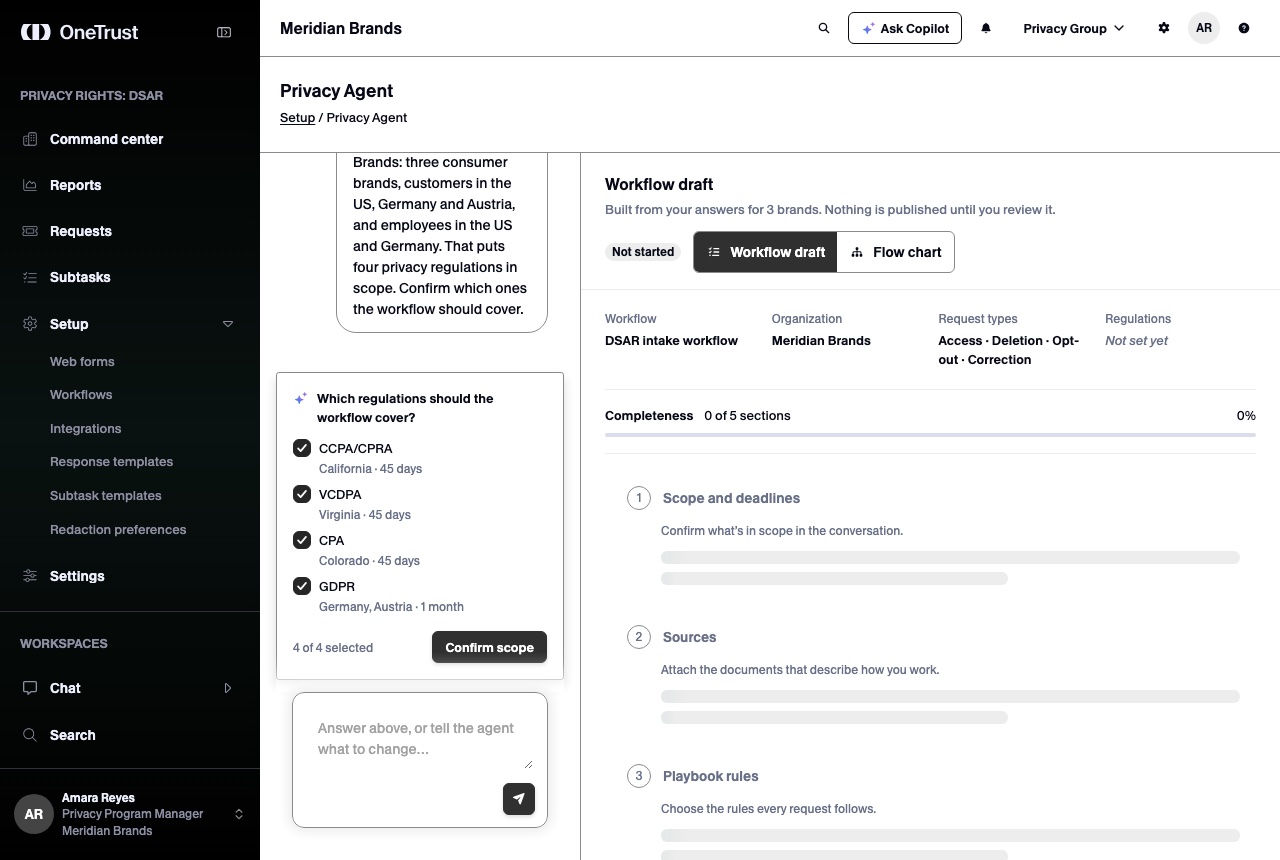 OneTrust
PRIVACY RIGHTS: DSAR
Command center
Reports
Requests
Subtasks
Setup
Web forms
Workflows
Integrations
Response templates
Subtask templates
Redaction preferences
Settings
WORKSPACES
Chat
Search
AR
Amara Reyes
Privacy Program Manager
Meridian Brands
Meridian Brands
Ask Copilot
Privacy Group
AR
Privacy Agent
Setup / Privacy Agent
Brands: three consumer
brands, customers in the
US, Germany and Austria,
and employees in the US
and Germany. That puts
four privacy regulations in
scope. Confirm which ones
the workflow should cover.
Which regulations should the
workflow cover?
CCPA/CPRA
California · 45 days
VCDPA
Virginia · 45 days
CPA
Colorado · 45 days
GDPR
Germany, Austria · 1 month
4 of 4 selected
Confirm scope
Answer above, or tell the agent
what to change...
Workflow draft
Built from your answers for 3 brands. Nothing is published until you review it.
Not started
Workflow draft
Flow chart
Workflow
DSAR intake workflow
Organization
Meridian Brands
Request types
Access · Deletion · Opt-
out · Correction
Regulations
Not set yet
Completeness 0 of 5 sections
0%
1 Scope and deadlines
Confirm what's in scope in the conversation.
2 Sources
Attach the documents that describe how you work.
3 Playbook rules
Choose the rules every request follows.